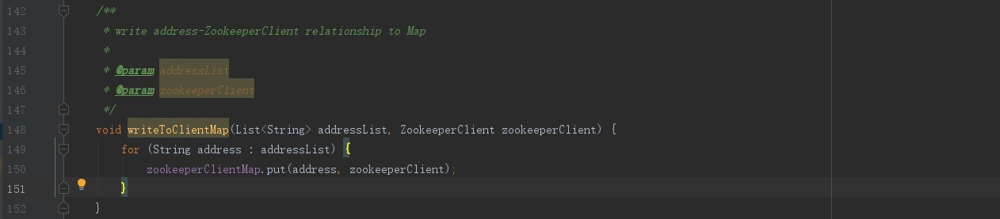 142 /**
143 * write address-ZookeeperClient relationship to Map
144 *
145 * @param addressList
146 * @param zookeeperClient
147 */
148 void writeToClientMap(List<String> addressList, ZookeeperClient zookeeperClient) {
149 for (String address : addressList) {
150 zookeeperClientMap.put(address, zookeeperClient);
151 }
152 }